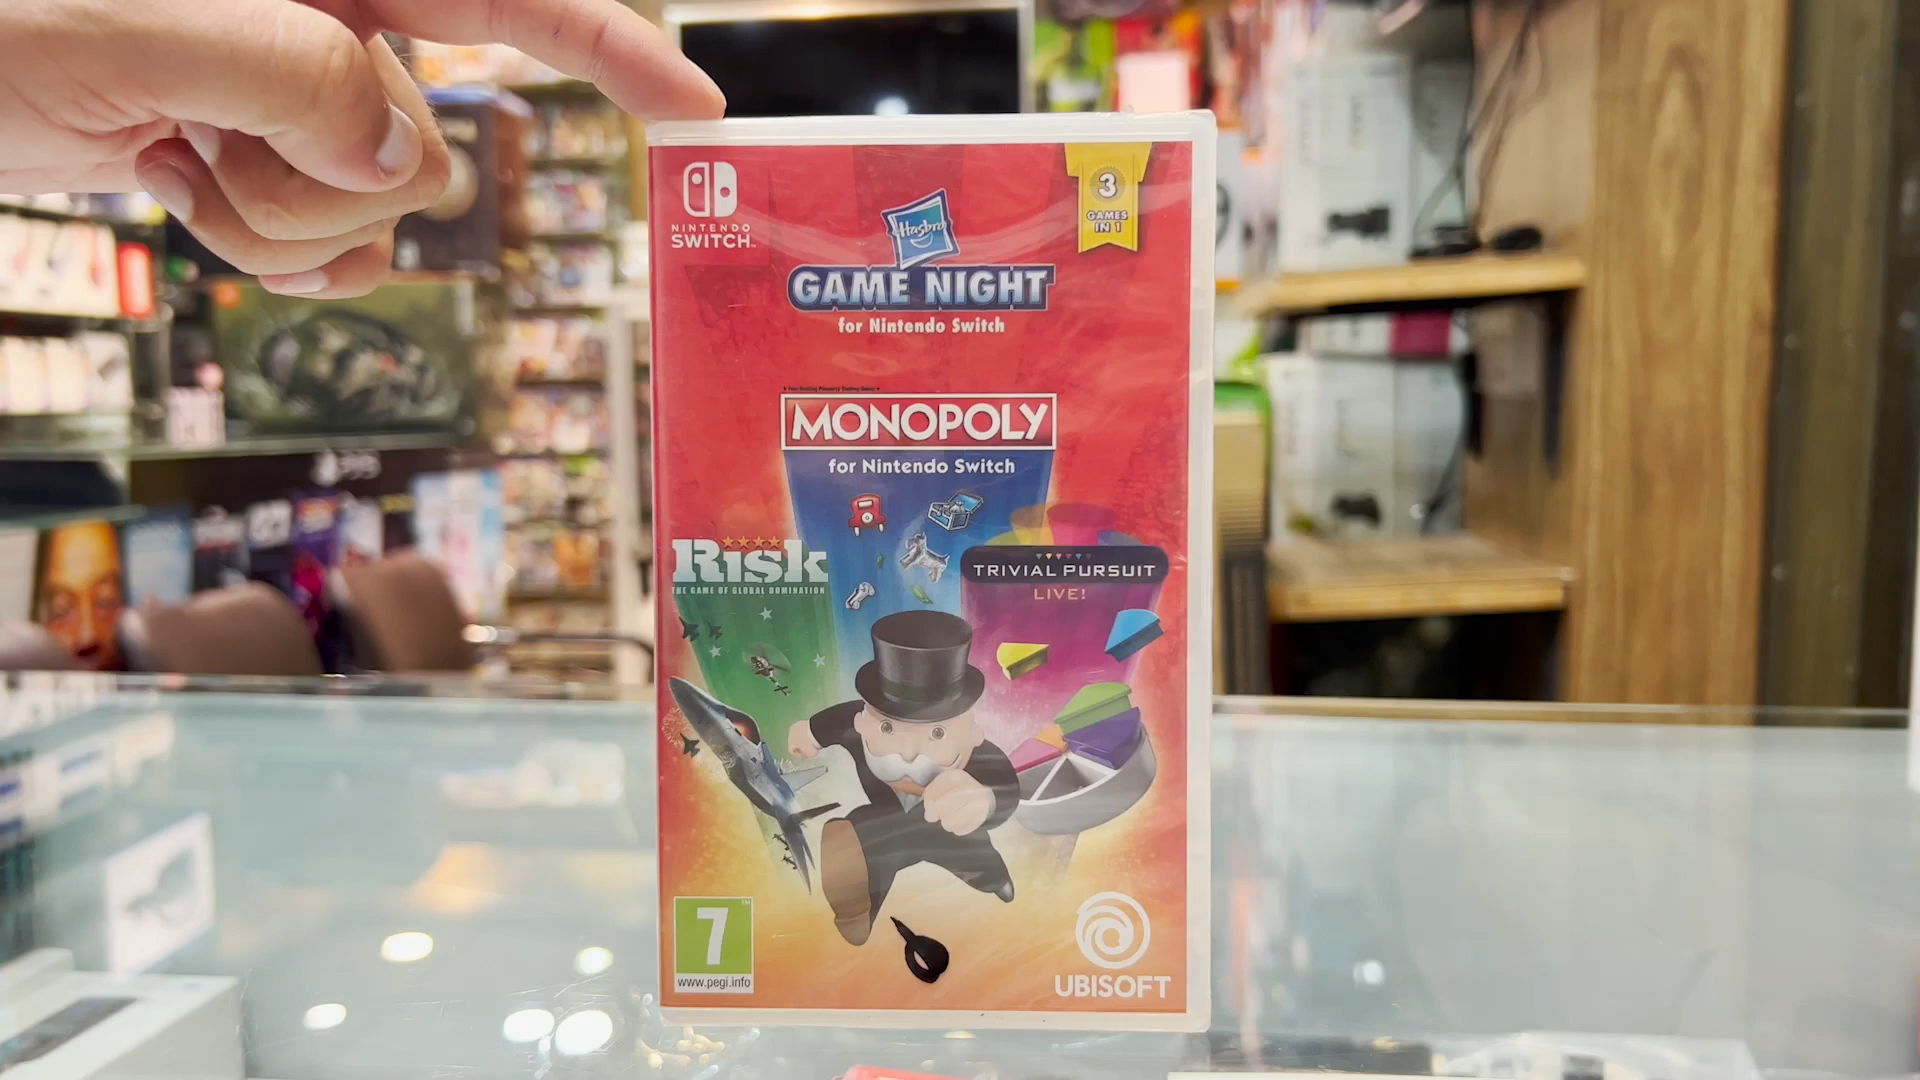 NINTENDO
SWITCH™
3
GAMES
IN 1
Hasbro
GAME NIGHT
for Nintendo Switch
MONOPOLY
for Nintendo Switch
RISK
THE GAME OF GLOBAL DOMINATION
TRIVIAL PURSUIT
LIVE!
7
www.pegi.info
UBISOFT